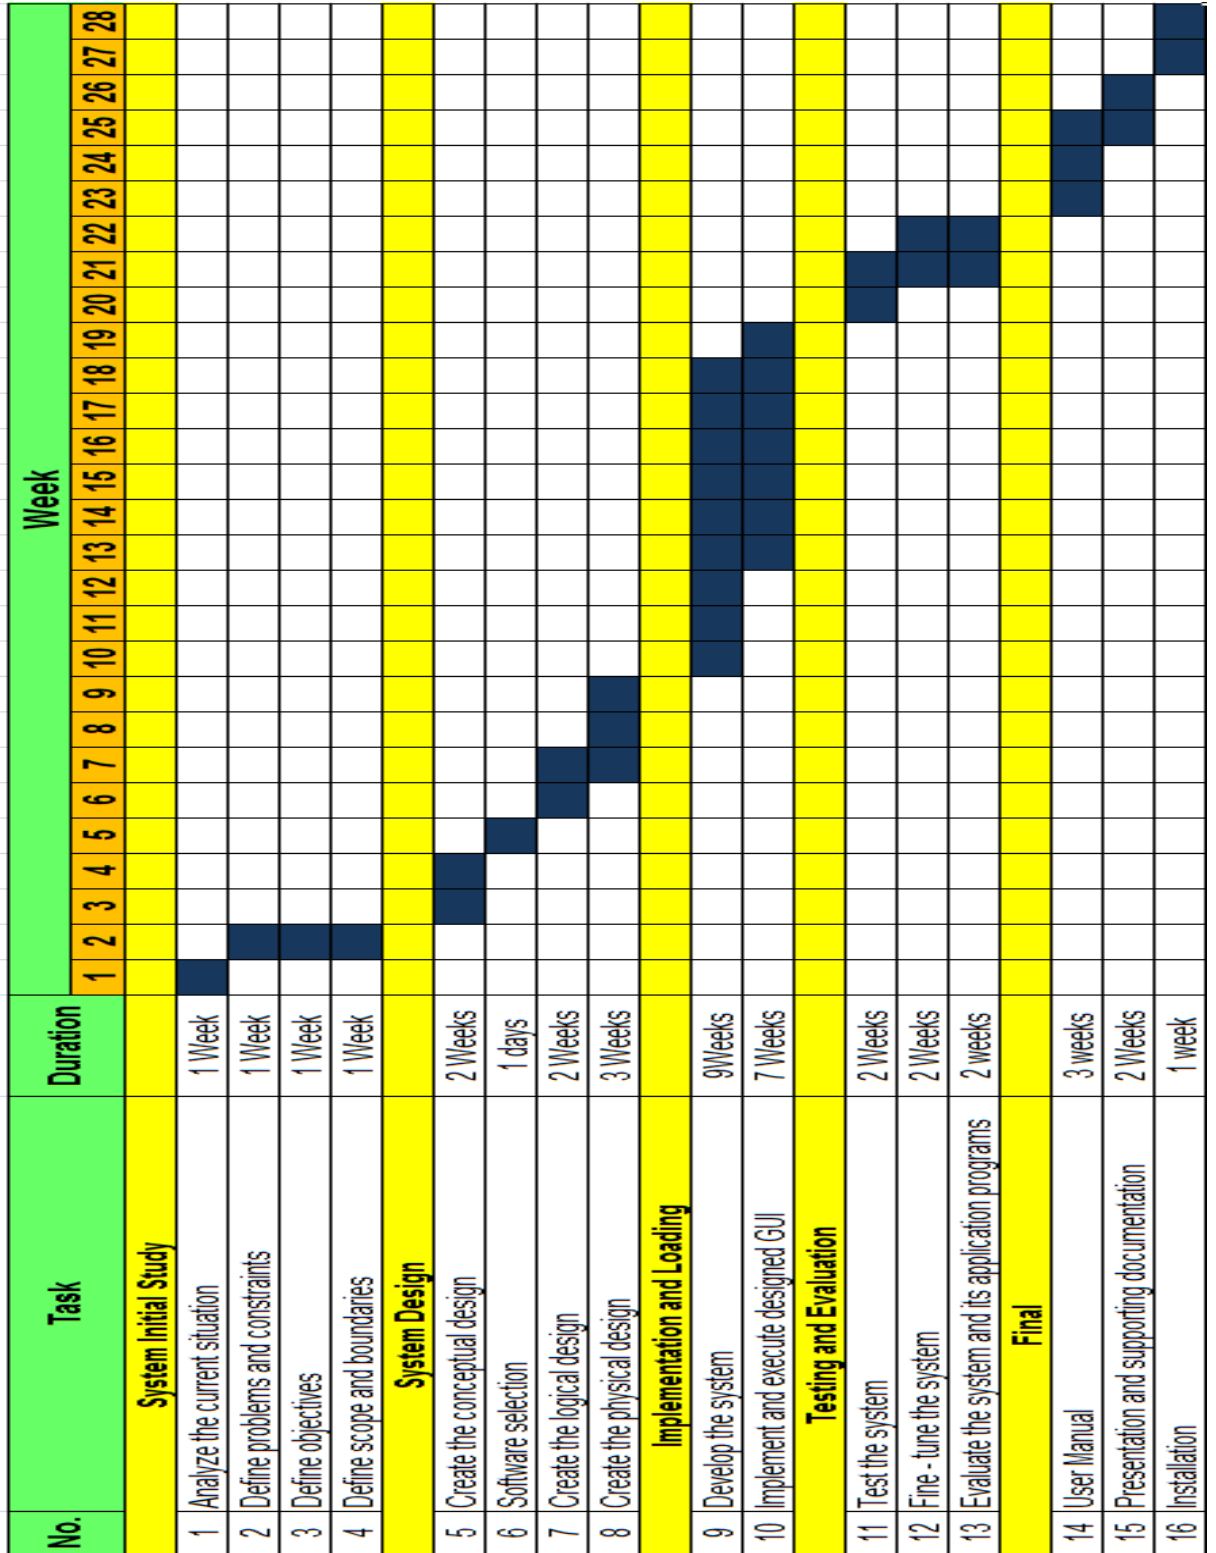 No. Task Duration Week
1 2 3 4 5 6 7 8 9 10 11 12 13 14 15 16 17 18 19 20 21 22 23 24 25 26 27 28
System Initial Study
1 Analyze the current situation 1 Week
2 Define problems and constraints 1 Week
3 Define objectives 1 Week
4 Define scope and boundaries 1 Week
System Design
5 Create the conceptual design 2 Weeks
6 Software selection 1 days
7 Create the logical design 2 Weeks
8 Create the physical design 3 Weeks
Implementation and Loading
9 Develop the system 9Weeks
10 Implement and execute designed GUI 7 Weeks
Testing and Evaluation
11 Test the system 2 Weeks
12 Fine - tune the system 2 Weeks
13 Evaluate the system and its application programs 2 weeks
Final
14 User Manual 3 weeks
15 Presentation and supporting documentation 2 Weeks
16 Installation 1 week